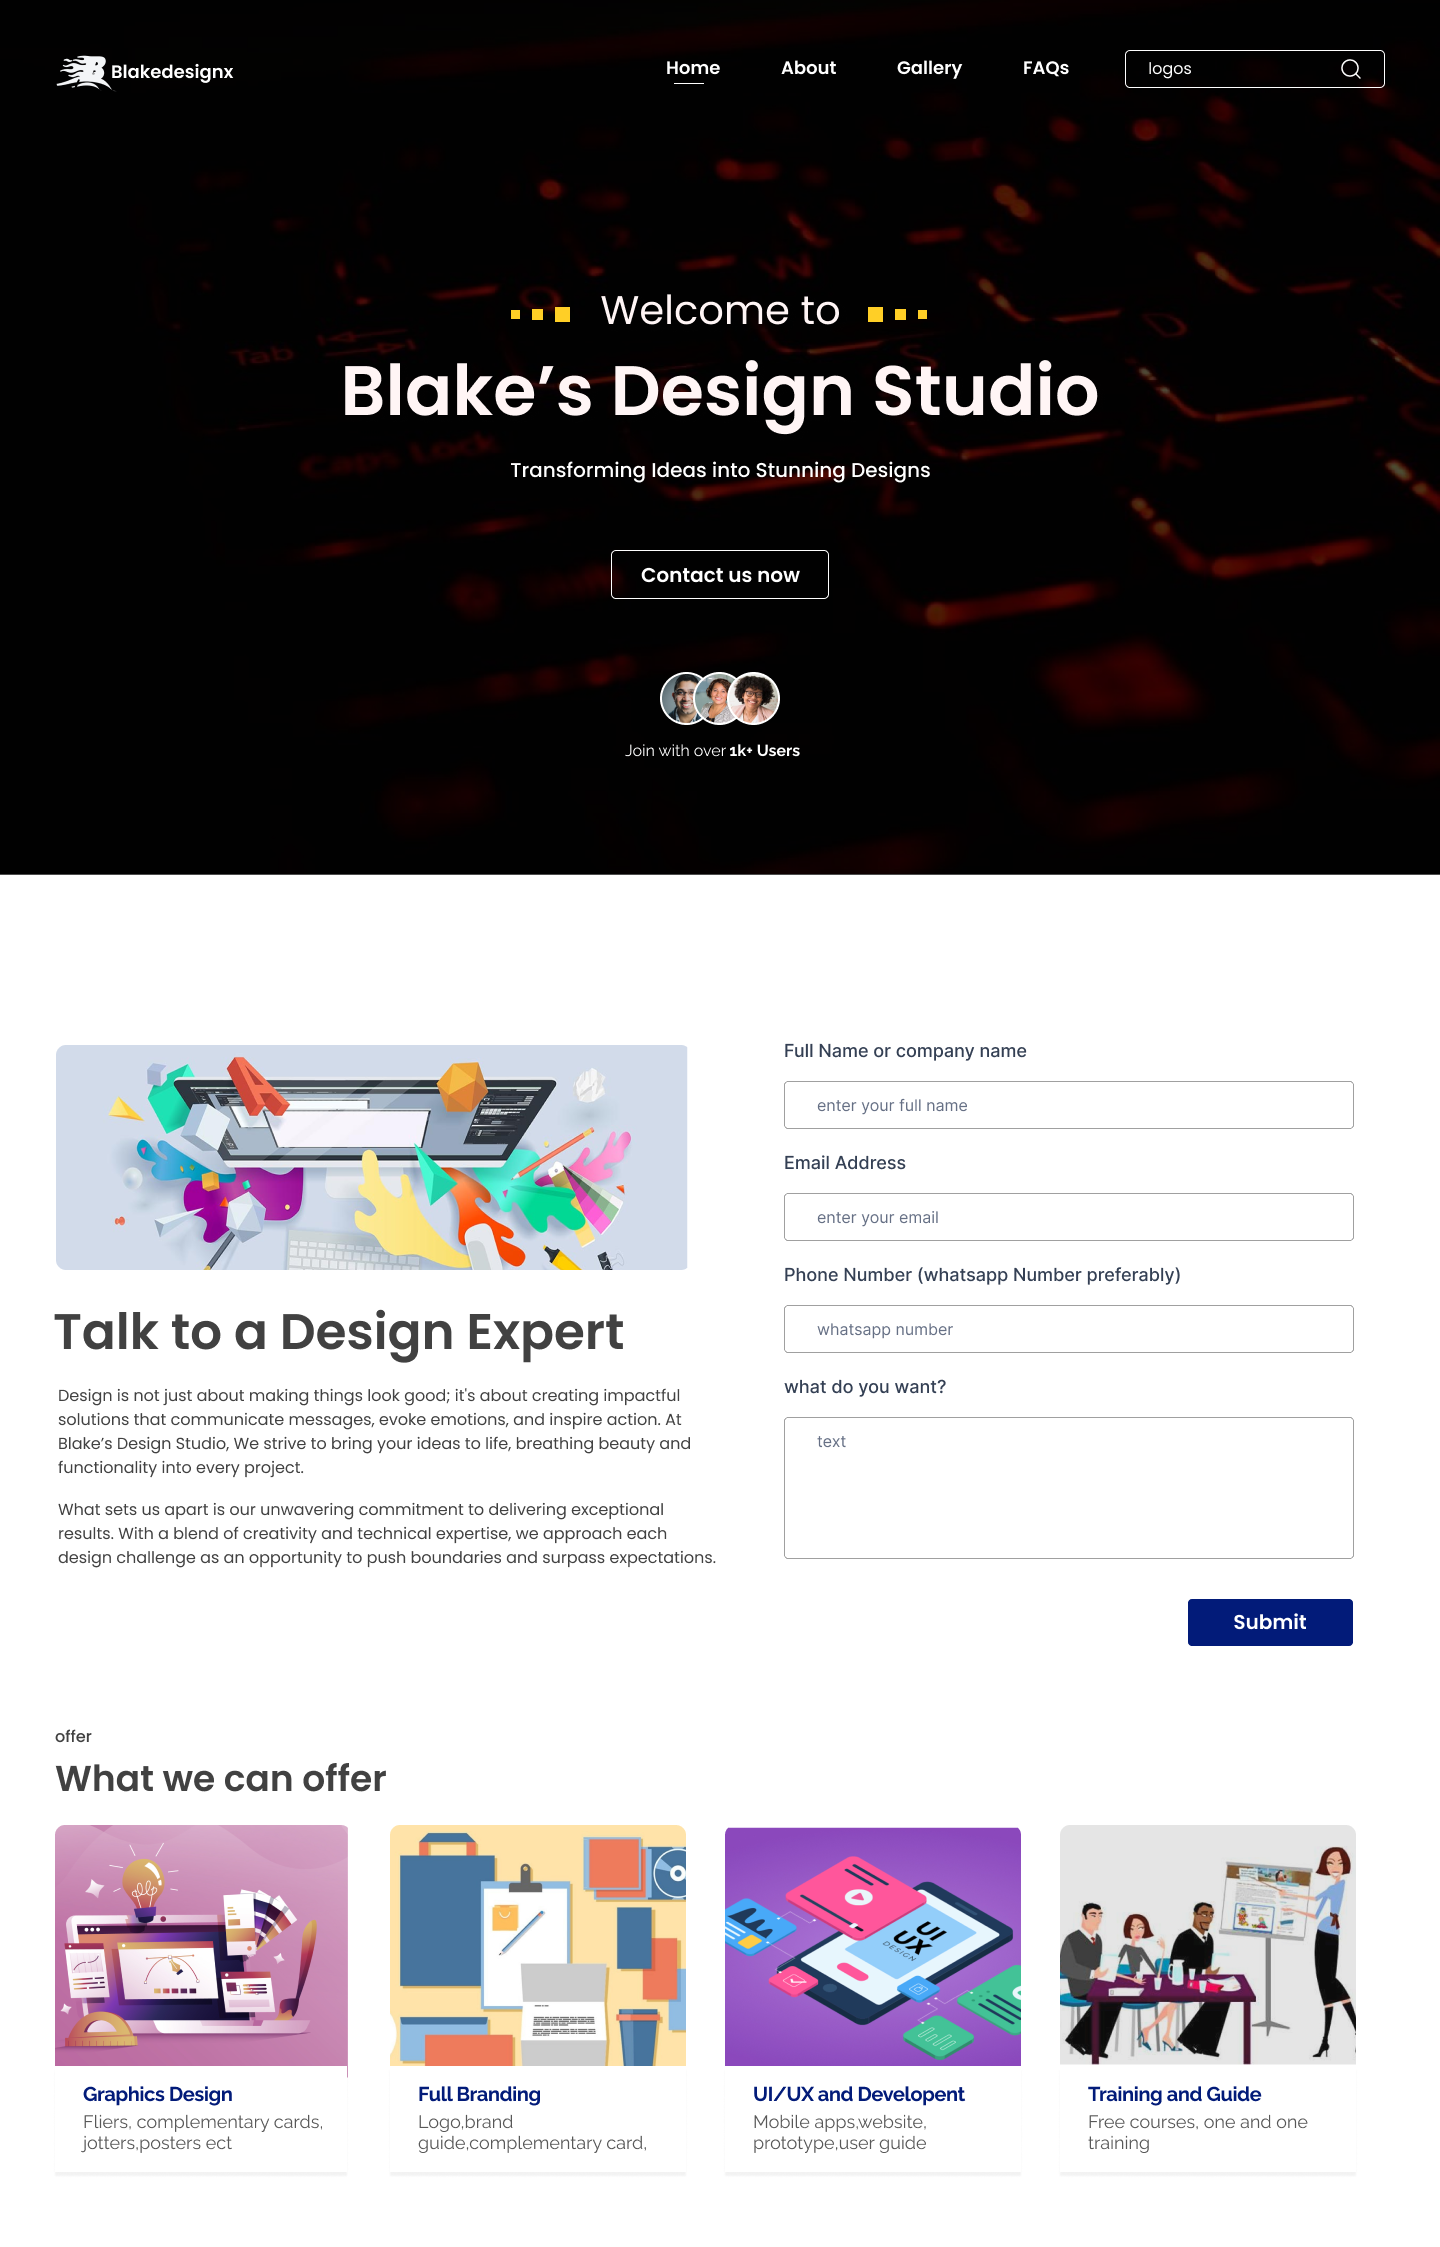 Blakedesignx
Home
About
Gallery
FAQs
logos
Welcome to
Blake’s Design Studio
Transforming Ideas into Stunning Designs
Contact us now
Join with over 1k+ Users
Tab
Caps Lock
W
S
D
X
Full Name or company name
enter your full name
Email Address
enter your email
Phone Number (whatsapp Number preferably)
whatsapp number
what do you want?
text
Submit
A
Talk to a Design Expert
Design is not just about making things look good; it's about creating impactful
solutions that communicate messages, evoke emotions, and inspire action. At
Blake’s Design Studio, We strive to bring your ideas to life, breathing beauty and
functionality into every project.
What sets us apart is our unwavering commitment to delivering exceptional
results. With a blend of creativity and technical expertise, we approach each
design challenge as an opportunity to push boundaries and surpass expectations.
offer
What we can offer
UI
UX
DESIGN
Graphics Design
Fliers, complementary cards,
jotters,posters ect
Full Branding
Logo,brand
guide,complementary card,
UI/UX and Developent
Mobile apps,website,
prototype,user guide
Training and Guide
Free courses, one and one
training